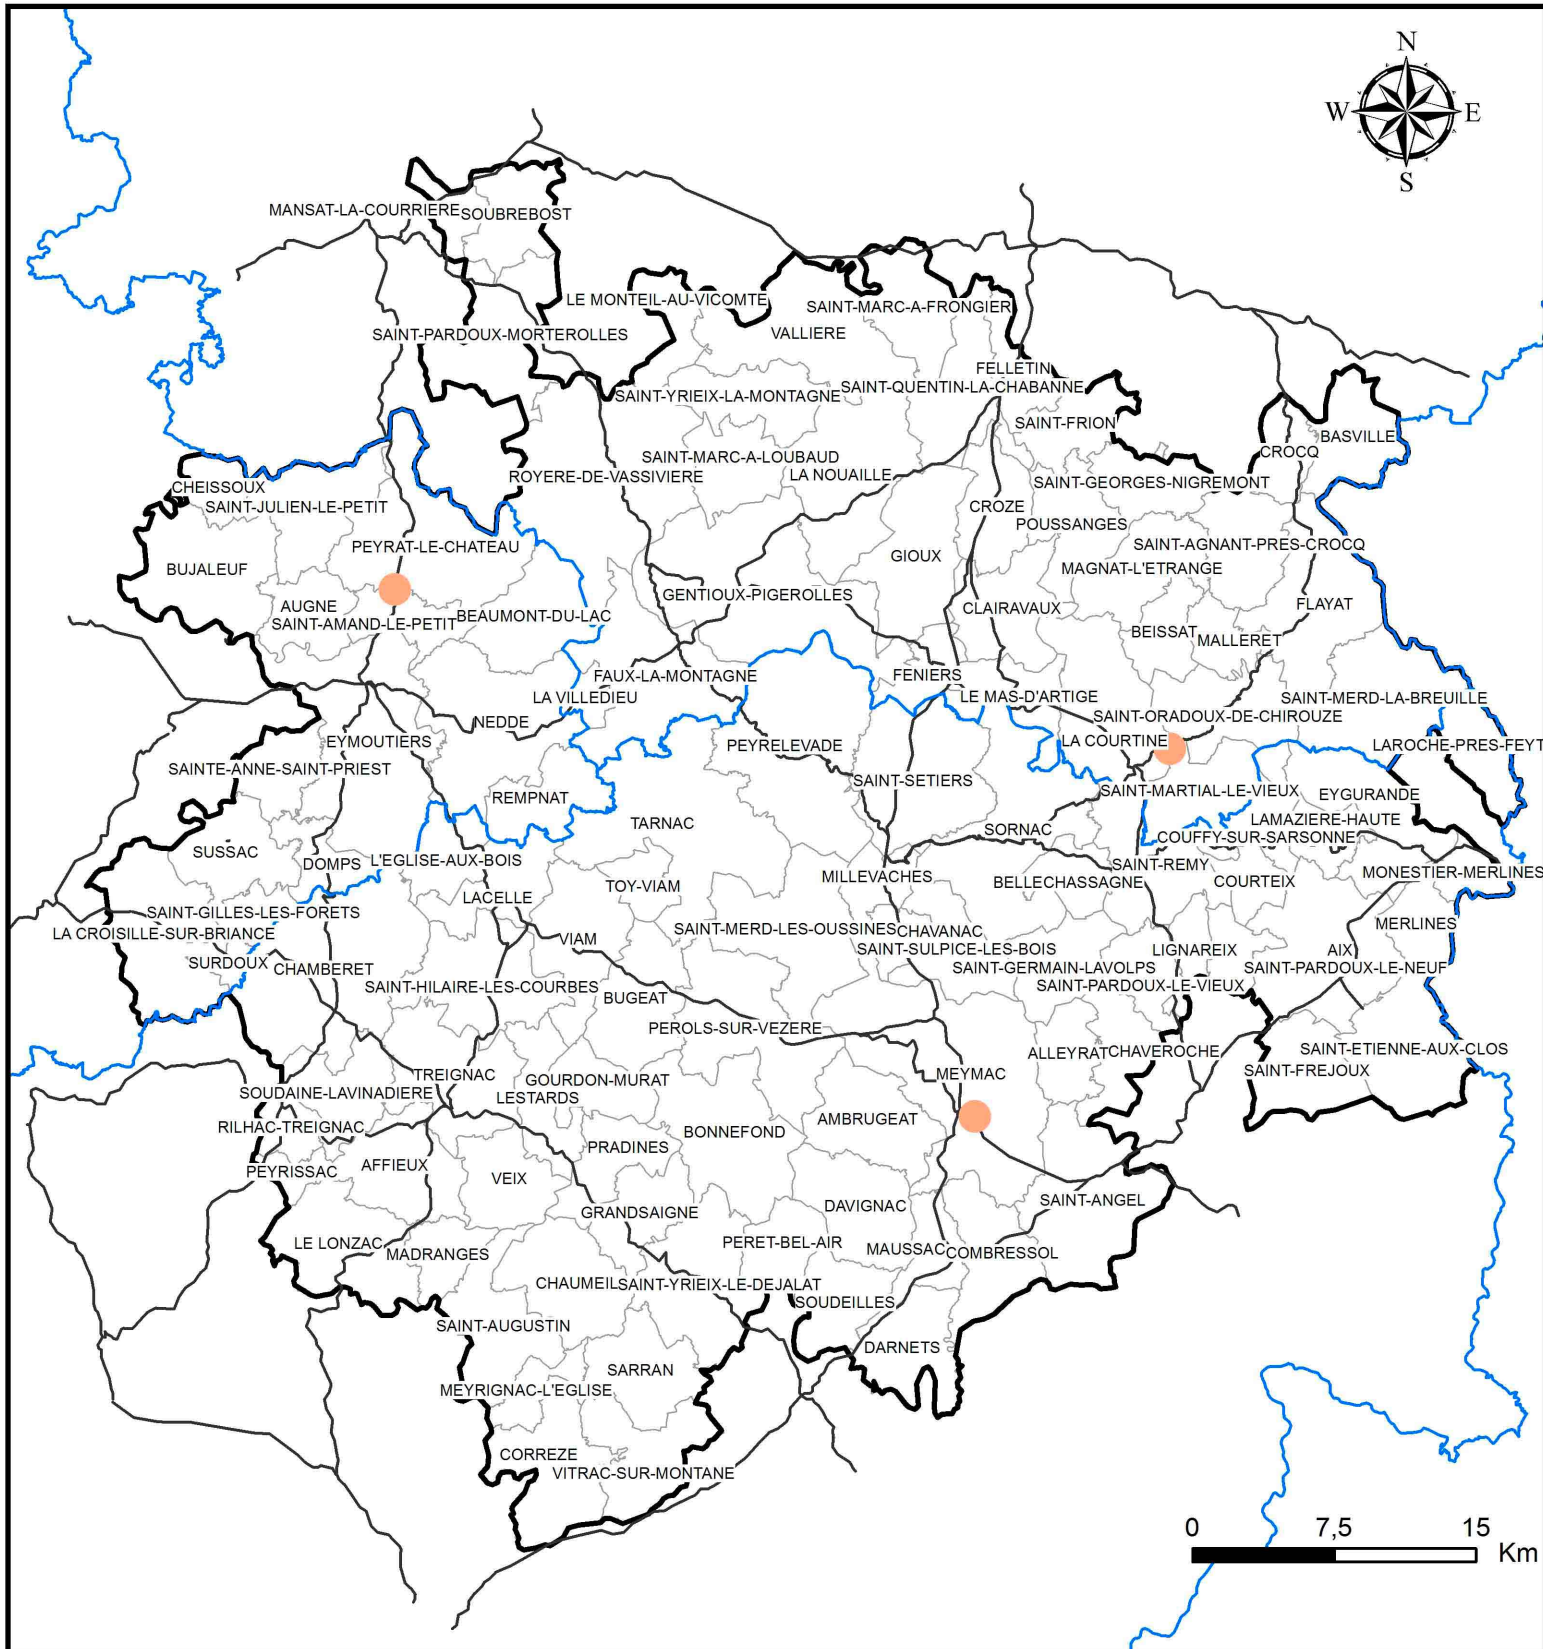 N
W E
S
MANSAT-LA-COURRIERE
SOUBREBOST
LE MONTEIL-AU-VICOMTE
SAINT-MARC-A-FRONGIER
SAINT-PARDOUX-MORTEROLLES
VALLIERE
FELLETIN
SAINT-YRIEIX-LA-MONTAGNE
SAINT-QUENTIN-LA-CHABANNE
SAINT-FRION
BASVILLE
CROCQ
SAINT-MARC-A-LOUBAUD
ROYERE-DE-VASSIVIERE
LA NOUAILLE
SAINT-GEORGES-NIGREMONT
CHEISSOUX
SAINT-JULIEN-LE-PETIT
CROZE
POUSSANGES
PEYRAT-LE-CHATEAU
GIOUX
SAINT-AGNANT-PRES-CROCQ
BUJALEUF
MAGNAT-L'ETRANGE
GENTIOUX-PIGEROLLES
AUGNE
CLAIRAVAUX
FLAYAT
SAINT-AMAND-LE-PETIT
BEAUMONT-DU-LAC
BEISSAT
MALLERET
FAUX-LA-MONTAGNE
FENIERS
LA VILLEDIEU
LE MAS-D'ARTIGE
SAINT-MERD-LA-BREUILLE
NEDDE
SAINT-ORADOUX-DE-CHIROUZE
EYMOUTIERS
PEYRELEVADE
LA COURTINE
LAROCHE-PRES-FEYT
SAINTE-ANNE-SAINT-PRIEST
SAINT-SETIERS
REMPNAT
SAINT-MARTIAL-LE-VIEUX
EYGURANDE
TARNAC
SORNAC
LAMAZIERE-HAUTE
COUFFY-SUR-SARSONNE
SUSSAC
DOMPS
L'EGLISE-AUX-BOIS
SAINT-REMY
MONESTIER-MERLINES
MILLEVACHES
TOY-VIAM
BELLECHASSAGNE
COURTEIX
LACELLE
SAINT-GILLES-LES-FORETS
LA CROISILLE-SUR-BRIANCE
SAINT-MERD-LES-OUSSINES
CHAVANAC
MERLINES
VIAM
SAINT-SULPICE-LES-BOIS
LIGNAREIX
AIX
SURDOUX
CHAMBERET
SAINT-GERMAIN-LAVOLPS
SAINT-PARDOUX-LE-NEUF
SAINT-HILAIRE-LES-COURBES
SAINT-PARDOUX-LE-VIEUX
BUGEAT
PEROLS-SUR-VEZERE
ALLEYRAT
CHAVEROCHE
SAINT-ETIENNE-AUX-CLOS
SAINT-FREJOUX
TREIGNAC
MEYMAC
GOURDON-MURAT
SOUDAINE-LAVINADIERE
LESTARDS
RILHAC-TREIGNAC
BONNEFOND
AMBRUGEAT
PRADINES
PEYRISSAC
AFFIEUX
VEIX
SAINT-ANGEL
DAVIGNAC
GRANDSAIGNE
LE LONZAC
MADRANGES
PERET-BEL-AIR
MAUSSAC
COMBRESSOL
CHAUMEIL
SAINT-YRIEIX-LE-DEJALAT
SOUDEILLES
SAINT-AUGUSTIN
DARNETS
SARRAN
MEYRIGNAC-L'EGLISE
CORREZE
VITRAC-SUR-MONTANE
0 7,5 15
Km